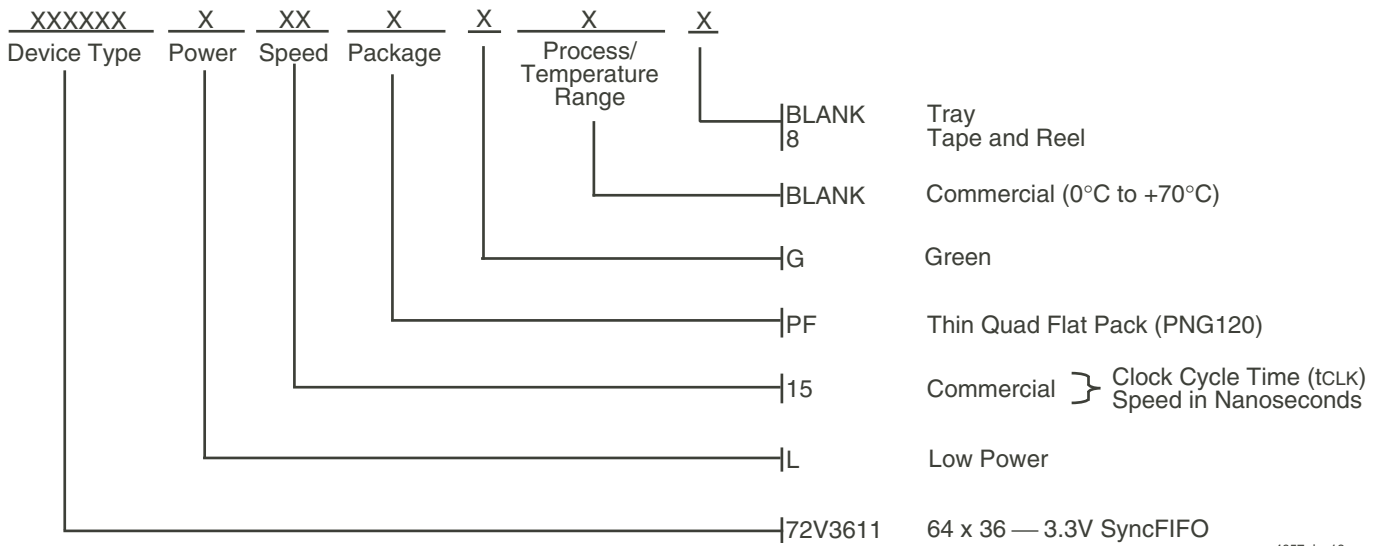 XXXXXX X XX X X X X
Device Type Power Speed Package Process/
Temperature
Range
BLANK Tray
8 Tape and Reel
BLANK Commercial (0°C to +70°C)
G Green
PF Thin Quad Flat Pack (PNG120)
15 Commercial } Clock Cycle Time (tCLK)
Speed in Nanoseconds
L Low Power
72V3611 64 x 36 — 3.3V SyncFIFO